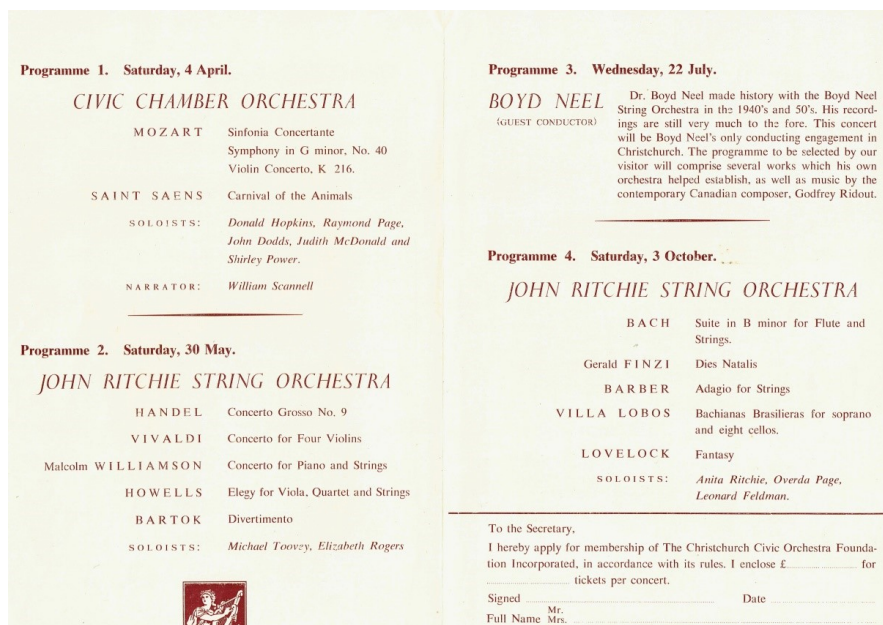 Programme 1. Saturday, 4 April.
CIVIC CHAMBER ORCHESTRA
MOZART Sinfonia Concertante
Symphony in G minor, No. 40
Violin Concerto, K 216.
SAINT SAENS Carnival of the Animals
SOLOISTS: Donald Hopkins, Raymond Page,
John Dodds, Judith McDonald and
Shirley Power.
NARRATOR: William Scannell
Programme 2. Saturday, 30 May.
JOHN RITCHIE STRING ORCHESTRA
HANDEL Concerto Grosso No. 9
VIVALDI Concerto for Four Violins
Malcolm WILLIAMSON Concerto for Piano and Strings
HOWELLS Elegy for Viola, Quartet and Strings
BARTOK Divertimento
SOLOISTS: Michael Toovey, Elizabeth Rogers
Programme 3. Wednesday, 22 July.
BOYD NEEL
(GUEST CONDUCTOR)
Dr. Boyd Neel made history with the Boyd Neel
String Orchestra in the 1940's and 50's. His record-
ings are still very much to the fore. This concert
will be Boyd Neel's only conducting engagement in
Christchurch. The programme to be selected by our
visitor will comprise several works which his own
orchestra helped establish, as well as music by the
contemporary Canadian composer, Godfrey Ridout.
Programme 4. Saturday, 3 October.
JOHN RITCHIE STRING ORCHESTRA
BACH Suite in B minor for Flute and
Strings.
Gerald FINZI Dies Natalis
BARBER Adagio for Strings
VILLA LOBOS Bachianas Brasilieras for soprano
and eight cellos.
LOVELOCK Fantasy
SOLOISTS: Anita Ritchie, Overda Page,
Leonard Feldman.
To the Secretary,
I hereby apply for membership of The Christchurch Civic Orchestra Founda-
tion Incorporated, in accordance with its rules. I enclose £ for
tickets per concert.
Signed Date
Mr.
Full Name Mrs.